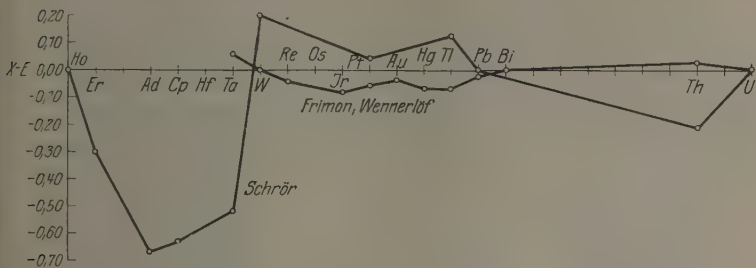 0,20
0,10
X-E 0,00
-0,10
-0,20
-0,30
-0,40
-0,50
-0,60
-0,70
Ho
Er
Ad
Cp
Hf
Ta
W
Re
Os
Jr
Pt
Au
Hg
Tl
Pb
Bi
Th
U
Frimon, Wennerlöf
Schrör